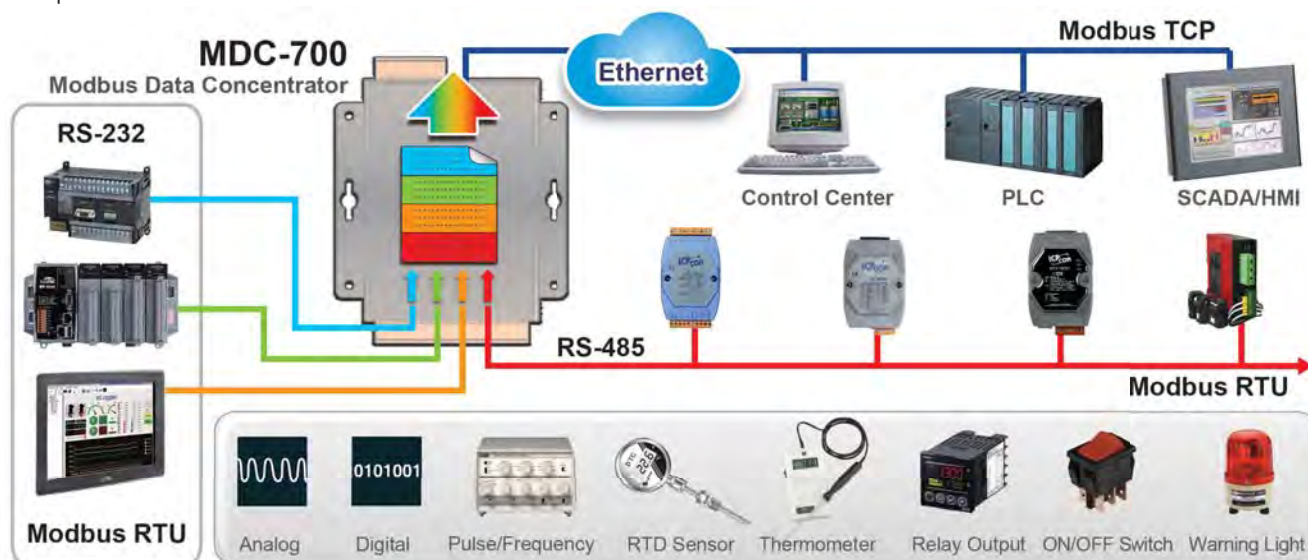 MDC-700
Modbus Data Concentrator
Ethernet
Modbus TCP
RS-232
Control Center
PLC
SCADA/HMI
RS-485
Modbus RTU
Modbus RTU
0101001
Analog
Digital
Pulse/Frequency
RTD Sensor
Thermometer
Relay Output
ON/OFF Switch
Warning Light